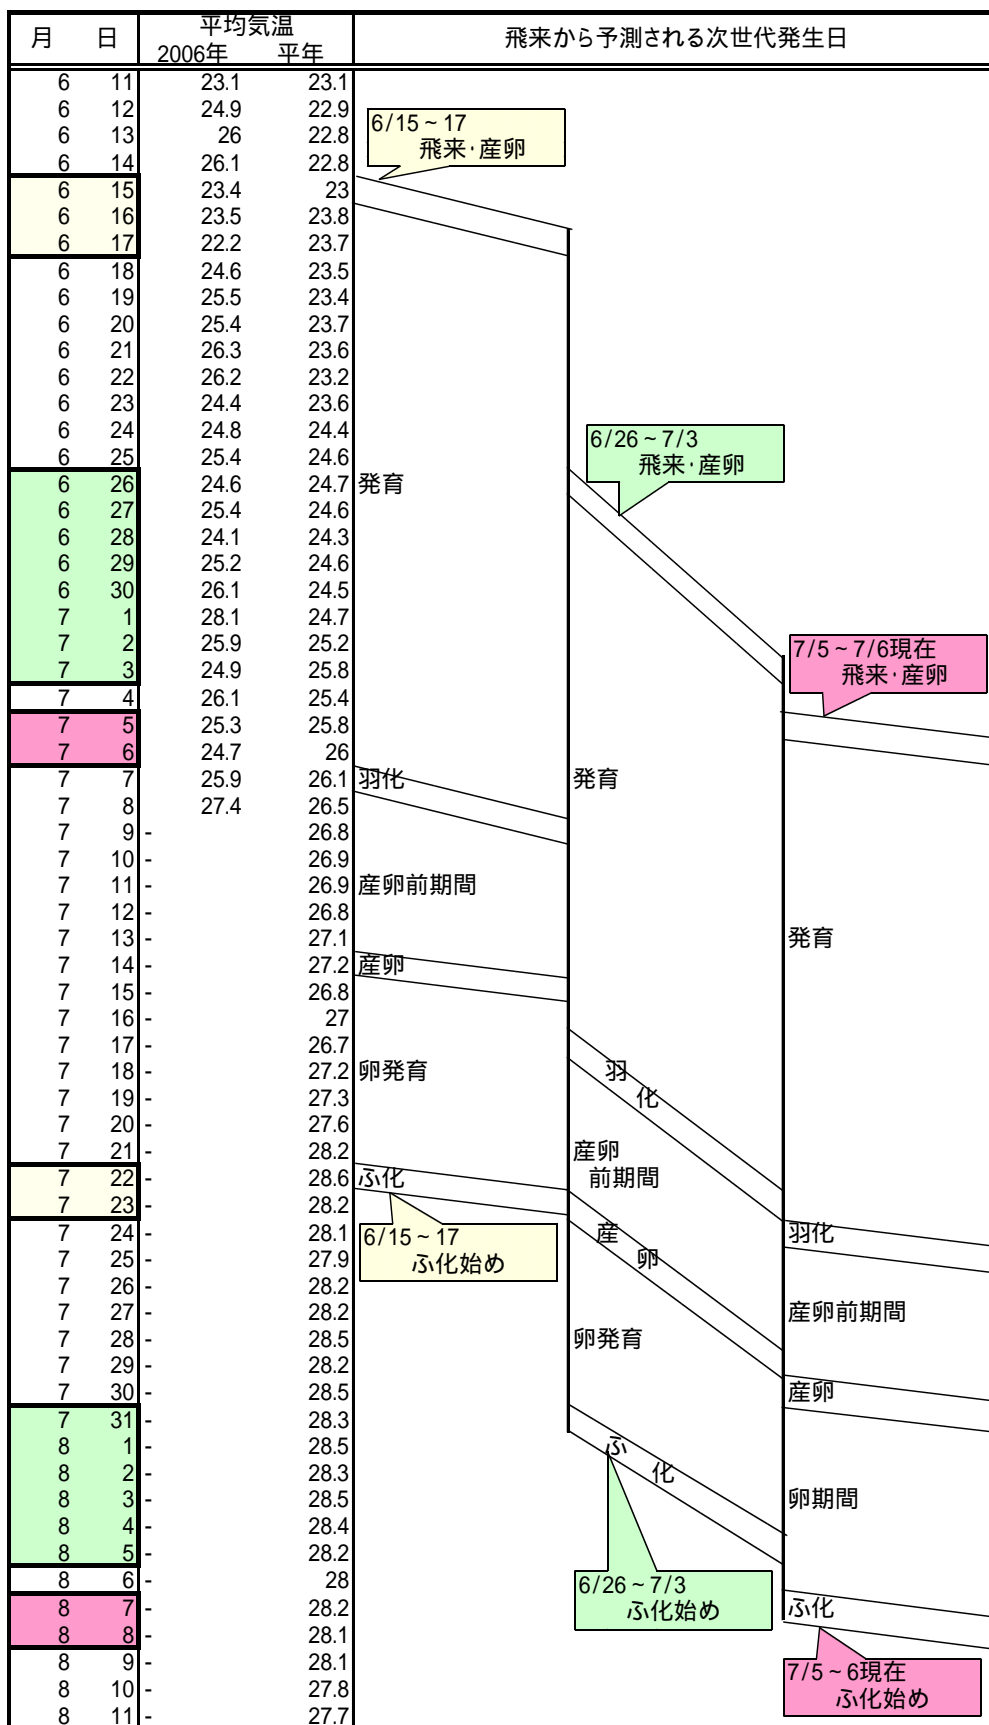 月 日 平均気温 飛来から予測される次世代発生日
2006年 平年
6 11 23.1 23.1
6 12 24.9 22.9
6/15～17
6 13 26 22.8
飛来・産卵
6 14 26.1 22.8
6 15 23.4 23
6 16 23.5 23.8
6 17 22.2 23.7
6 18 24.6 23.5
6 19 25.5 23.4
6 20 25.4 23.7
6 21 26.3 23.6
6 22 26.2 23.2
6 23 24.4 23.6
6 24 24.8 24.4
6/26～7/3
6 25 25.4 24.6
飛来・産卵
6 26 24.6 24.7 発育
6 27 25.4 24.6
6 28 24.1 24.3
6 29 25.2 24.6
6 30 26.1 24.5
7 1 28.1 24.7
7 2 25.9 25.2
7/5～7/6現在
7 3 24.9 25.8
飛来・産卵
7 4 26.1 25.4
7 5 25.3 25.8
7 6 24.7 26
7 7 25.9 26.1 羽化 発育
7 8 27.4 26.5
7 9 - 26.8
7 10 - 26.9
7 11 - 26.9 産卵前期間
7 12 - 26.8
7 13 - 27.1 発育
7 14 - 27.2 産卵
7 15 - 26.8
7 16 - 27
7 17 - 26.7
7 18 - 27.2 卵発育 羽
7 19 - 27.3 化
7 20 - 27.6
7 21 - 28.2 産卵
7 22 - 28.6 ふ化 前期間
7 23 - 28.2
7 24 - 28.1 6/15～17 産 羽化
7 25 - 27.9 ふ化始め 卵
7 26 - 28.2
7 27 - 28.2 産卵前期間
7 28 - 28.5 卵発育
7 29 - 28.2
7 30 - 28.5 産卵
7 31 - 28.3
8 1 - 28.5 ふ
8 2 - 28.3 化
8 3 - 28.5 卵期間
8 4 - 28.4
8 5 - 28.2
8 6 - 28 6/26～7/3
8 7 - 28.2 ふ化始め ふ化
8 8 - 28.1
8 9 - 28.1 7/5～6現在
8 10 - 27.8 ふ化始め
8 11 - 27.7